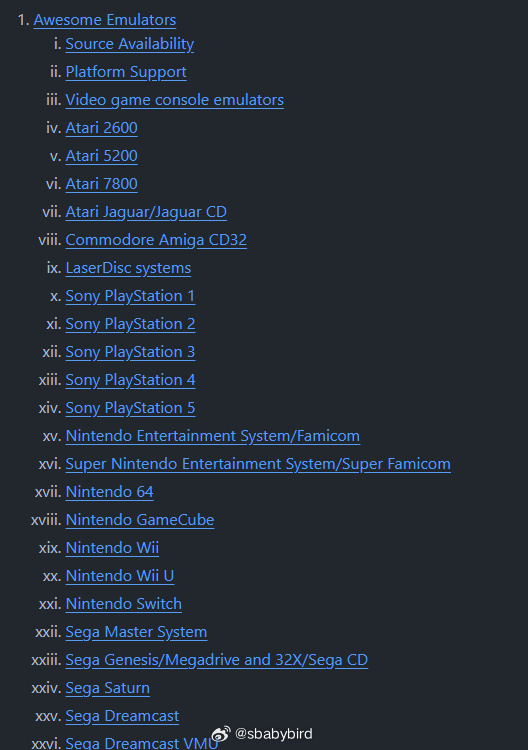 1. Awesome Emulators
i. Source Availability
ii. Platform Support
iii. Video game console emulators
iv. Atari 2600
v. Atari 5200
vi. Atari 7800
vii. Atari Jaguar/Jaguar CD
viii. Commodore Amiga CD32
ix. LaserDisc systems
x. Sony PlayStation 1
xi. Sony PlayStation 2
xii. Sony PlayStation 3
xiii. Sony PlayStation 4
xiv. Sony PlayStation 5
xv. Nintendo Entertainment System/Famicom
xvi. Super Nintendo Entertainment System/Super Famicom
xvii. Nintendo 64
xviii. Nintendo GameCube
xix. Nintendo Wii
xx. Nintendo Wii U
xxi. Nintendo Switch
xxii. Sega Master System
xxiii. Sega Genesis/Megadrive and 32X/Sega CD
xxiv. Sega Saturn
xxv. Sega Dreamcast
@sbabybird
xxvi. Sega Dreamcast VMU